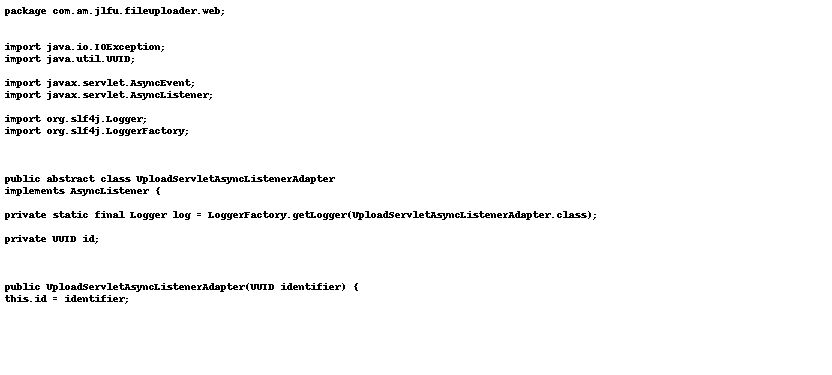 package com.am.jlfu.fileuploader.web;
import java.io.IOException;
import java.util.UUID;
import javax.servlet.AsyncEvent;
import javax.servlet.AsyncListener;
import org.slf4j.Logger;
import org.slf4j.LoggerFactory;
public abstract class UploadServletAsyncListenerAdapter
implements AsyncListener {
private static final Logger log = LoggerFactory.getLogger(UploadServletAsyncListenerAdapter.class);
private UUID id;
public UploadServletAsyncListenerAdapter(UUID identifier) {
this.id = identifier;